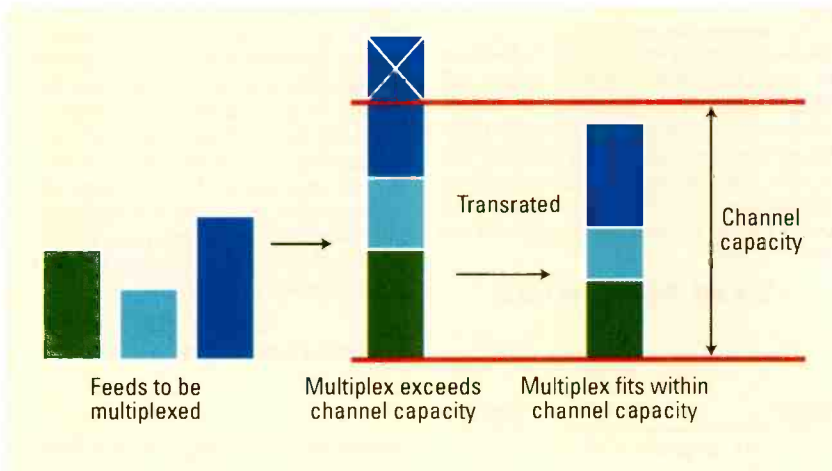 Transrated
Channel
capacity
Feeds to be
multiplexed
Multiplex exceeds
channel capacity
Multiplex fits within
channel capacity